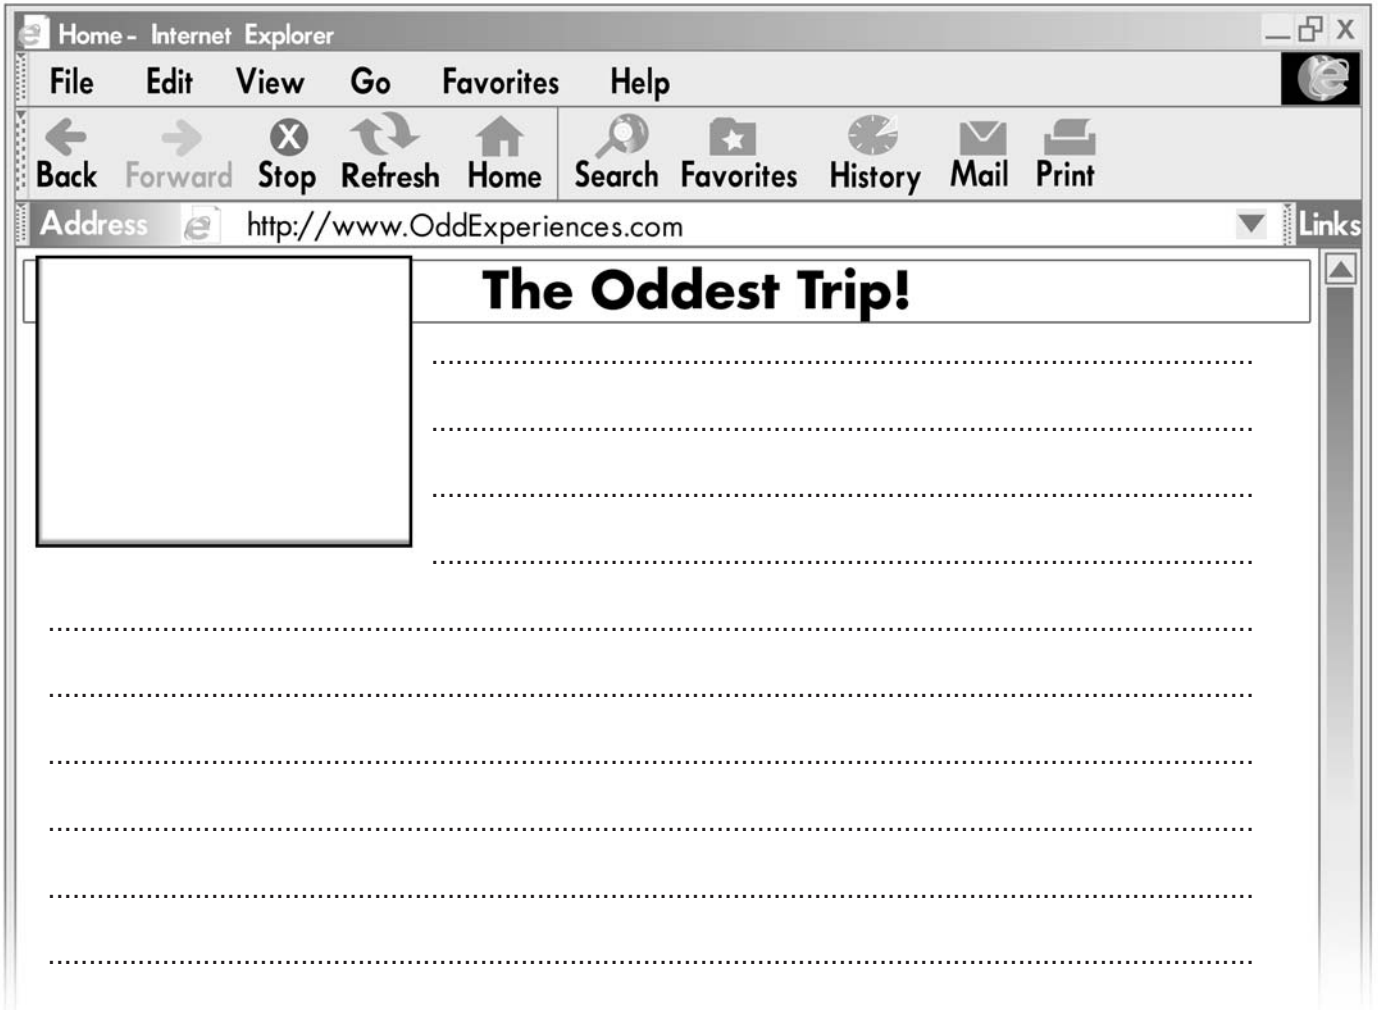 Home - Internet Explorer
File Edit View Go Favorites Help
Back Forward Stop Refresh Home Search Favorites History Mail Print
Address http://www.OddExperiences.com Links
The Oddest Trip!